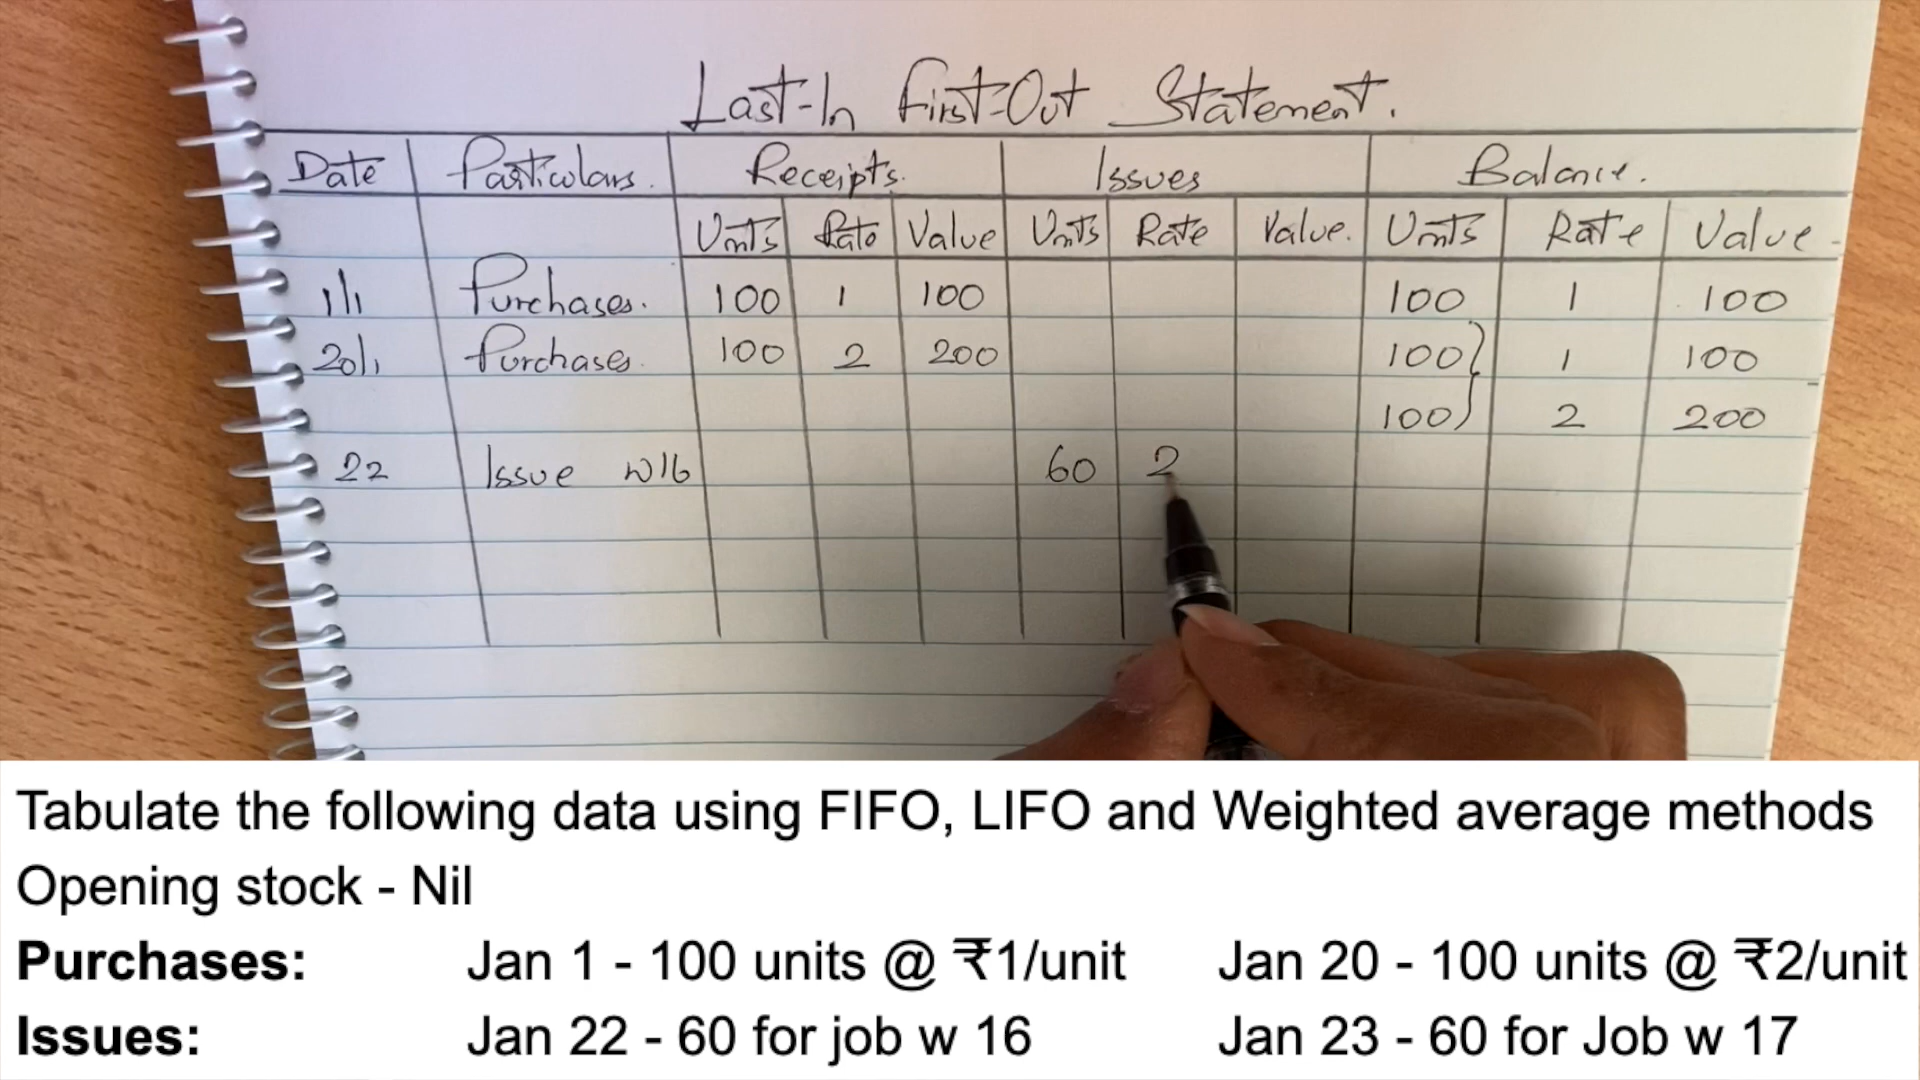 Last-In First-Out Statement.
Date Particulars. Receipts. Issues Balance.
Units Rate Value Units Rate Value. Units Rate Value
1/1 Purchases. 100 1 100 100 1 100
20/1 Purchases. 100 2 200 100 1 100
100 2 200
22 Issue w16 60 2
Tabulate the following data using FIFO, LIFO and Weighted average methods
Opening stock - Nil
Purchases: Jan 1 - 100 units @ ₹1/unit Jan 20 - 100 units @ ₹2/unit
Issues: Jan 22 - 60 for job w 16 Jan 23 - 60 for Job w 17